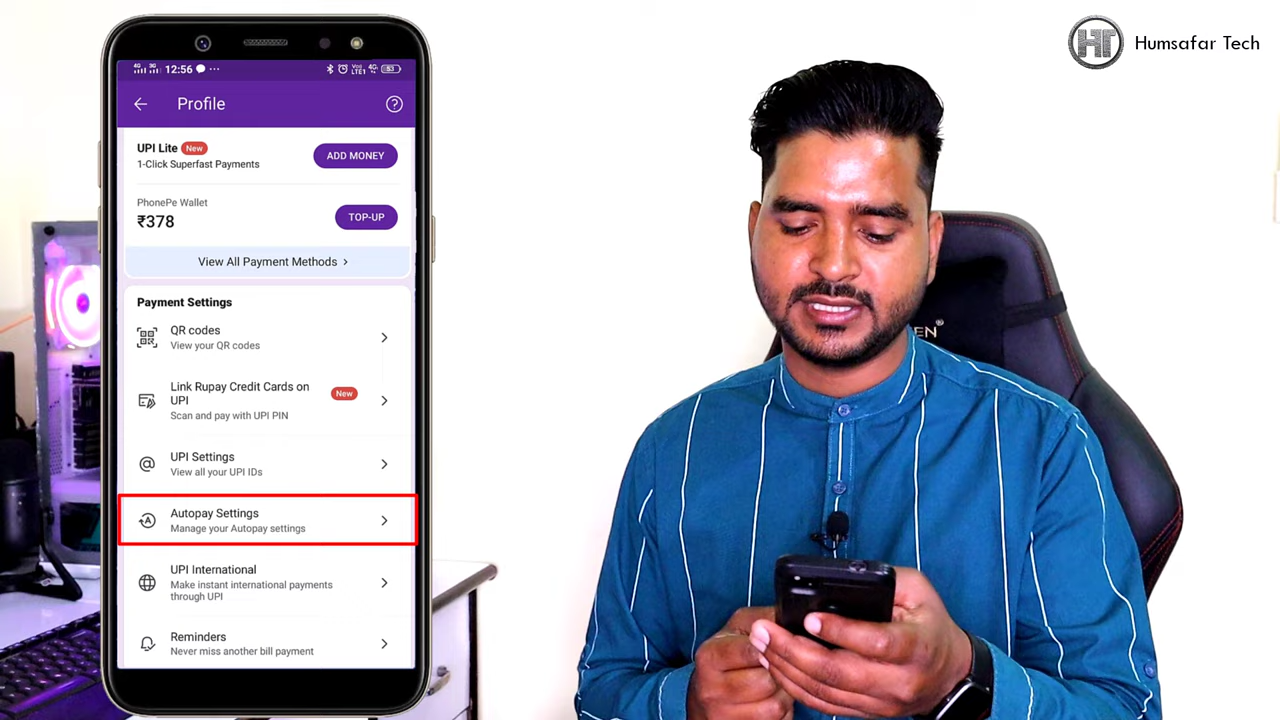 Humsafar Tech
12:56
Profile
UPI Lite New
1-Click Superfast Payments
ADD MONEY
PhonePe Wallet
₹378
TOP-UP
View All Payment Methods >
Payment Settings
QR codes
View your QR codes
Link Rupay Credit Cards on
UPI
New
Scan and pay with UPI PIN
UPI Settings
View all your UPI IDs
Autopay Settings
Manage your Autopay settings
UPI International
Make instant international payments
through UPI
Reminders
Never miss another bill payment